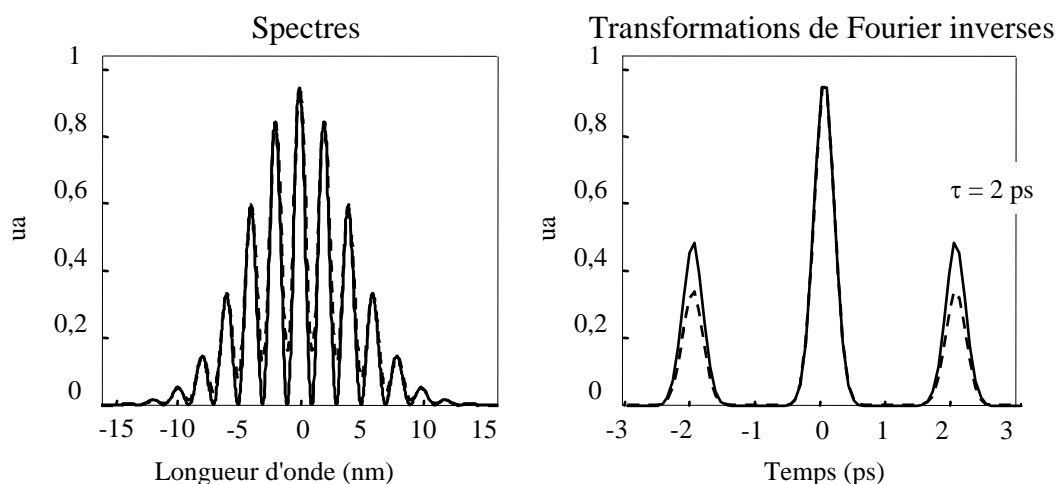 Spectres
1
0,8
0,6
0,4
0,2
0
ua
-15 -10 -5 0 5 10 15
Longueur d'onde (nm)
Transformations de Fourier inverses
1
0,8
0,6
0,4
0,2
0
ua
τ = 2 ps
-3 -2 -1 0 1 2 3
Temps (ps)